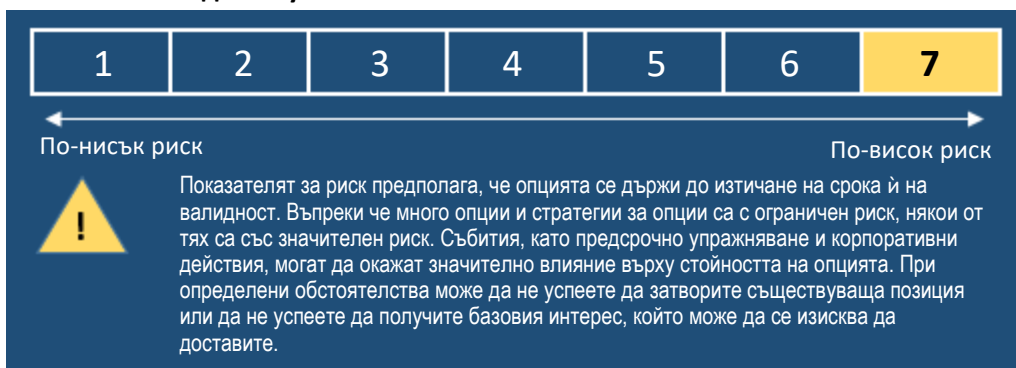 1 2 3 4 5 6 7
По-нисък риск По-висок риск
!
Показателят за риск предполага, че опцията се държи до изтичане на срока ѝ на
валидност. Въпреки че много опции и стратегии за опции са с ограничен риск, някои от
тях са със значителен риск. Събития, като предсрочно упражняване и корпоративни
действия, могат да окажат значително влияние върху стойността на опцията. При
определени обстоятелства може да не успеете да затворите съществуваща позиция
или да не успеете да получите базовия интерес, който може да се изисква да
доставите.